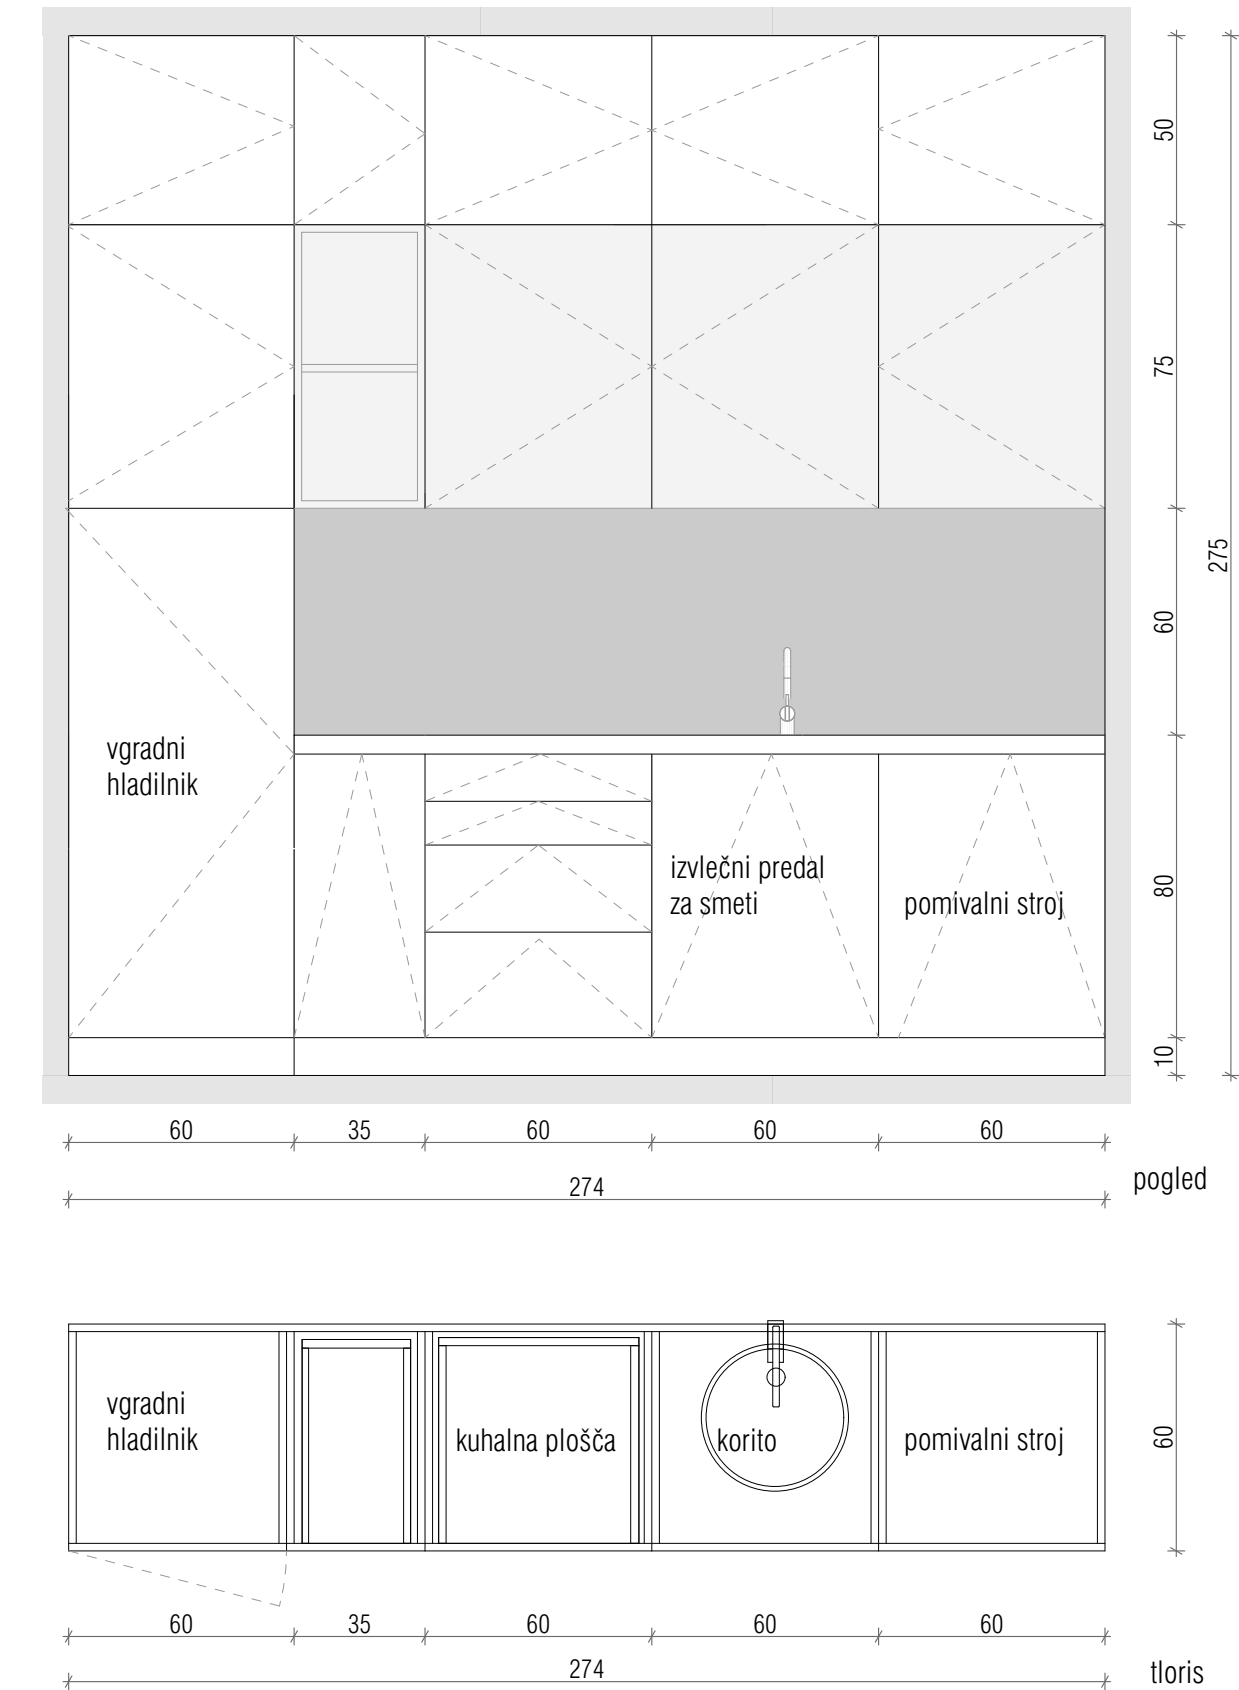 50
75
275
60
vgradni
hladilnik
izvlečni predal
za smeti
pomivalni stroj
80
10
60 35 60 60 60
274
pogled
vgradni
hladilnik
kuhalna plošča
korito
pomivalni stroj
60
60 35 60 60 60
274
tloris